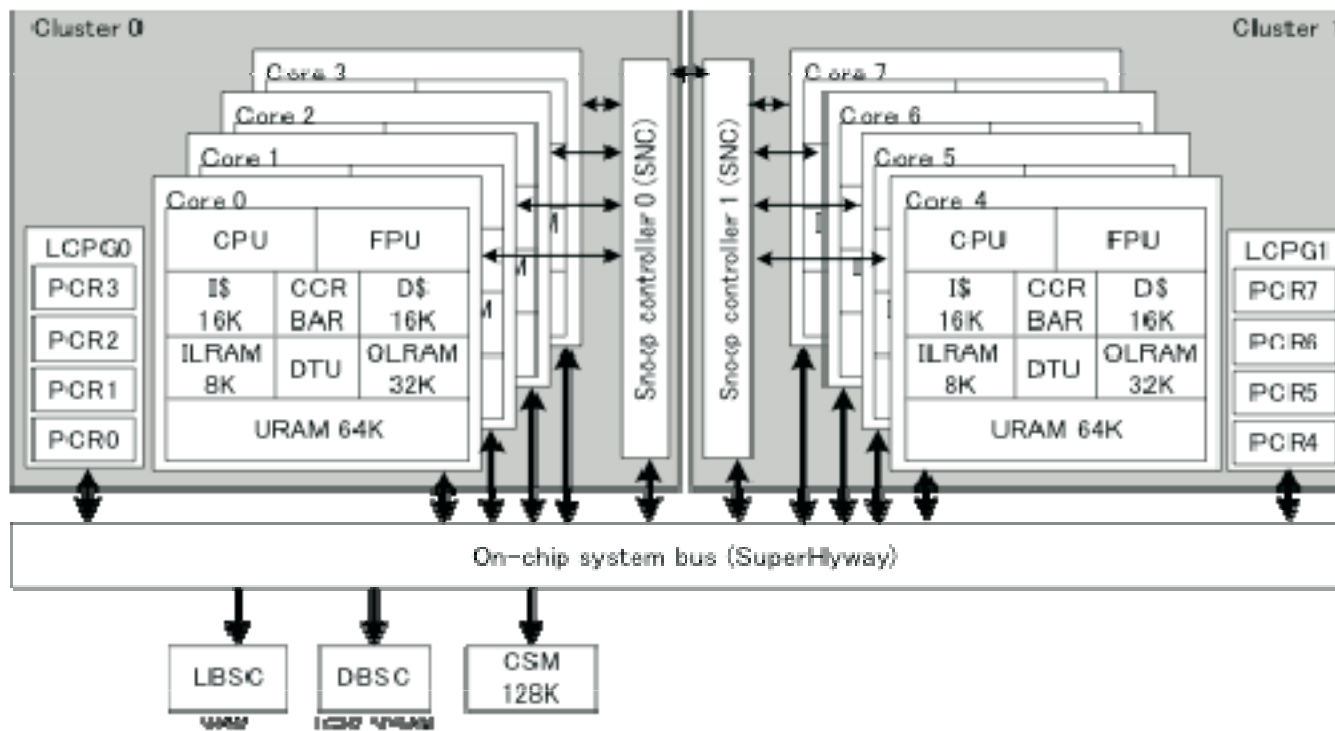 Cluster 0
Cluster 1
Core 3
Core 2
Core 1
Core 0
CPU
FPU
I$
16K
CCR
BAR
D$
16K
ILRAM
8K
DTU
OLRAM
32K
URAM 64K
LCPG0
PCR3
PCR2
PCR1
PCR0
Snoop controller 0 (SNC)
Snoop controller 1 (SNC)
Core 7
Core 6
Core 5
Core 4
CPU
FPU
I$
16K
CCR
BAR
D$
16K
ILRAM
8K
DTU
OLRAM
32K
URAM 64K
LCPG1
PCR7
PCR6
PCR5
PCR4
On-chip system bus (SuperHyway)
LBSC
DBSC
CSM
128K